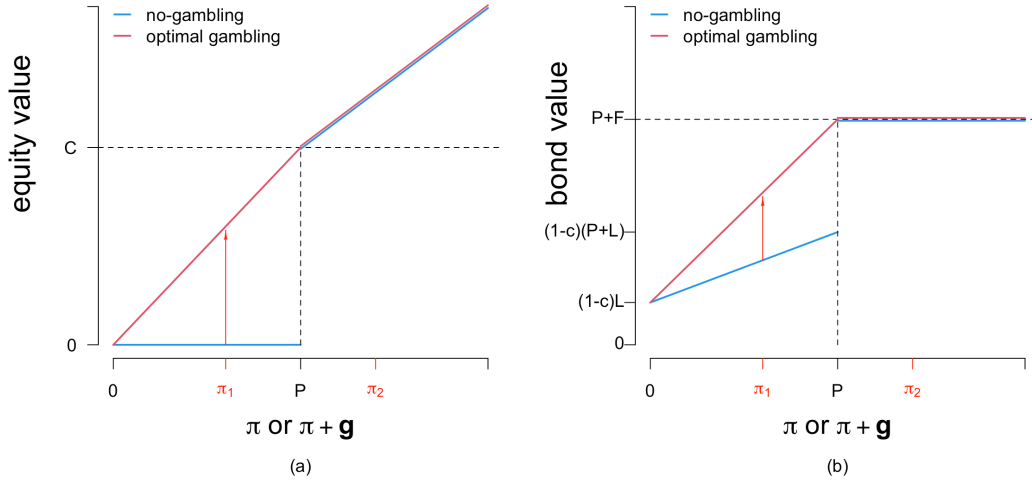 no-gambling
optimal gambling
equity value
C
0
0
π1
P
π2
π or π + g
(a)
no-gambling
optimal gambling
bond value
P+F
(1-c)(P+L)
(1-c)L
0
0
π1
P
π2
π or π + g
(b)